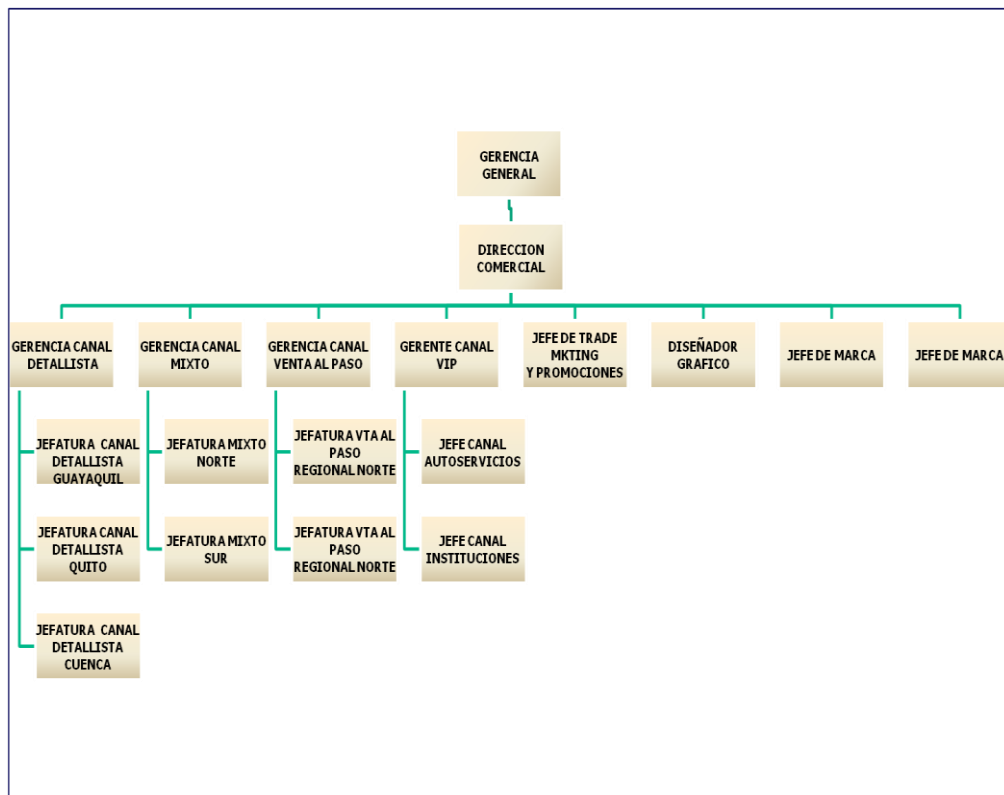 GERENCIA
GENERAL
DIRECCION
COMERCIAL
GERENCIA CANAL
DETALLISTA
GERENCIA CANAL
MIXTO
GERENCIA CANAL
VENTA AL PASO
GERENTE CANAL
VIP
JEFE DE TRADE
MKTING
Y PROMOCIONES
DISEÑADOR
GRAFICO
JEFE DE MARCA
JEFE DE MARCA
JEFATURA CANAL
DETALLISTA
GUAYAQUIL
JEFATURA MIXTO
NORTE
JEFATURA VTA AL
PASO
REGIONAL NORTE
JEFE CANAL
AUTOSERVICIOS
JEFATURA CANAL
DETALLISTA
QUITO
JEFATURA MIXTO
SUR
JEFATURA VTA AL
PASO
REGIONAL NORTE
JEFE CANAL
INSTITUCIONES
JEFATURA CANAL
DETALLISTA
CUENCA